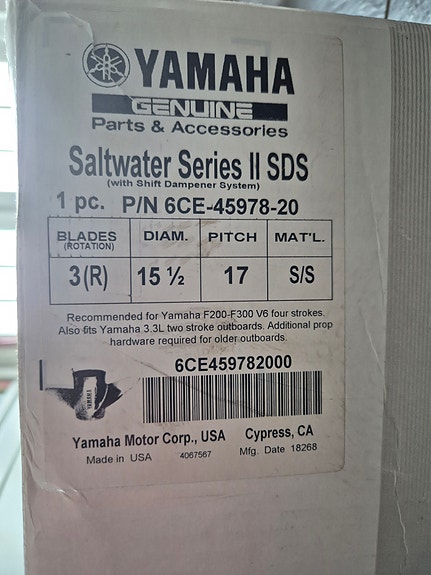 YAMAHA
GENUINE
Parts & Accessories
Saltwater Series II SDS
(with Shift Dampener System)
1 pc. P/N 6CE-45978-20
BLADES (ROTATION) DIAM. PITCH MAT'L.
3(R) 15 ½ 17 S/S
Recommended for Yamaha F200-F300 V6 four strokes.
Also fits Yamaha 3.3L two stroke outboards. Additional prop
hardware required for older outboards.
6CE459782000
YAMAHA
Yamaha Motor Corp., USA Cypress, CA
Made in USA 4067567 Mfg. Date 18268